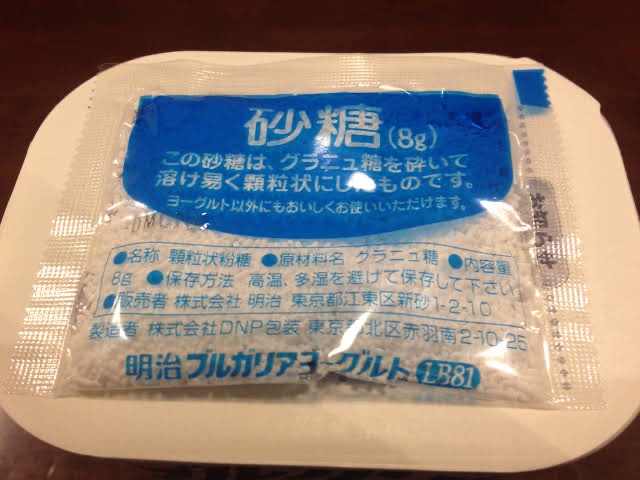 砂糖(8g)
この砂糖は、グラニュ糖を砕いて
溶け易く顆粒状にしたものです。
ヨーグルト以外にもおいしくお使いいただけます。
●名称 顆粒状粉糖 ●原材料名 グラニュ糖 ●内容量
8g ●保存方法 高温、多湿を避けて保存して下さい
●販売者 株式会社 明治 東京都江東区新砂1-2-10
製造者 株式会社DNP包装 東京都北区赤羽南2-10-25
明治ブルガリアヨーグルト LB81